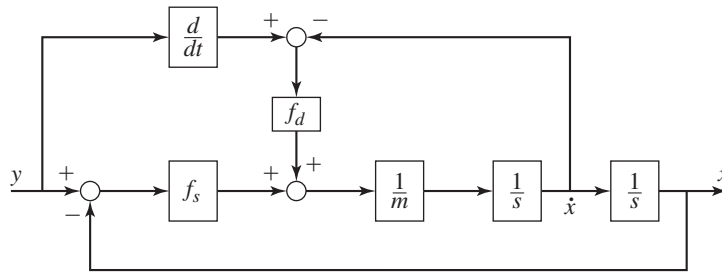 d
dt
+
−
f_d
y
+
−
f_s
+
+
1
m
1
s
ẋ
1
s
x